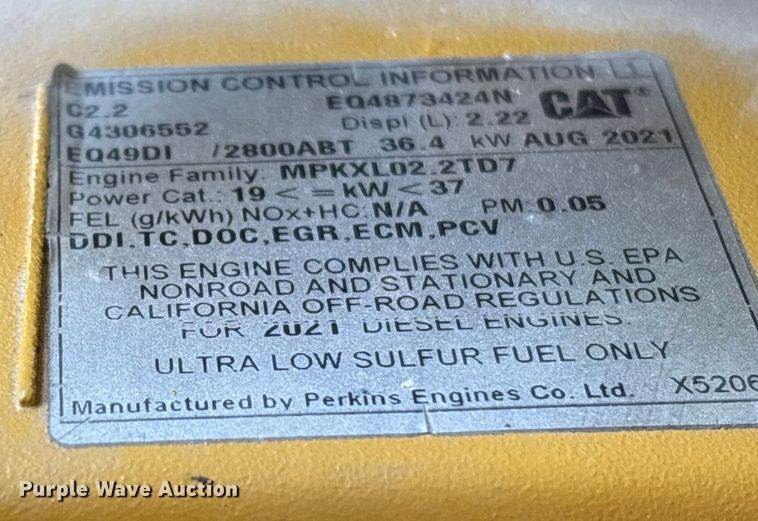 EMISSION CONTROL INFORMATION L1
C2.2 EQ4873424N CAT®
G4306552 Displ (L): 2.22
EQ49DI /2800ABT 36.4 kW AUG 2021
Engine Family: MPKXL02.2TD7
Power Cat.: 19 < = kW < 37
FEL (g/kWh) NOx+HC: N/A PM: 0.05
DDI,TC,DOC,EGR,ECM,PCV
THIS ENGINE COMPLIES WITH U.S. EPA
NONROAD AND STATIONARY AND
CALIFORNIA OFF-ROAD REGULATIONS
FOR 2021 DIESEL ENGINES.
ULTRA LOW SULFUR FUEL ONLY
Manufactured by Perkins Engines Co. Ltd. X5206
Purple Wave Auction